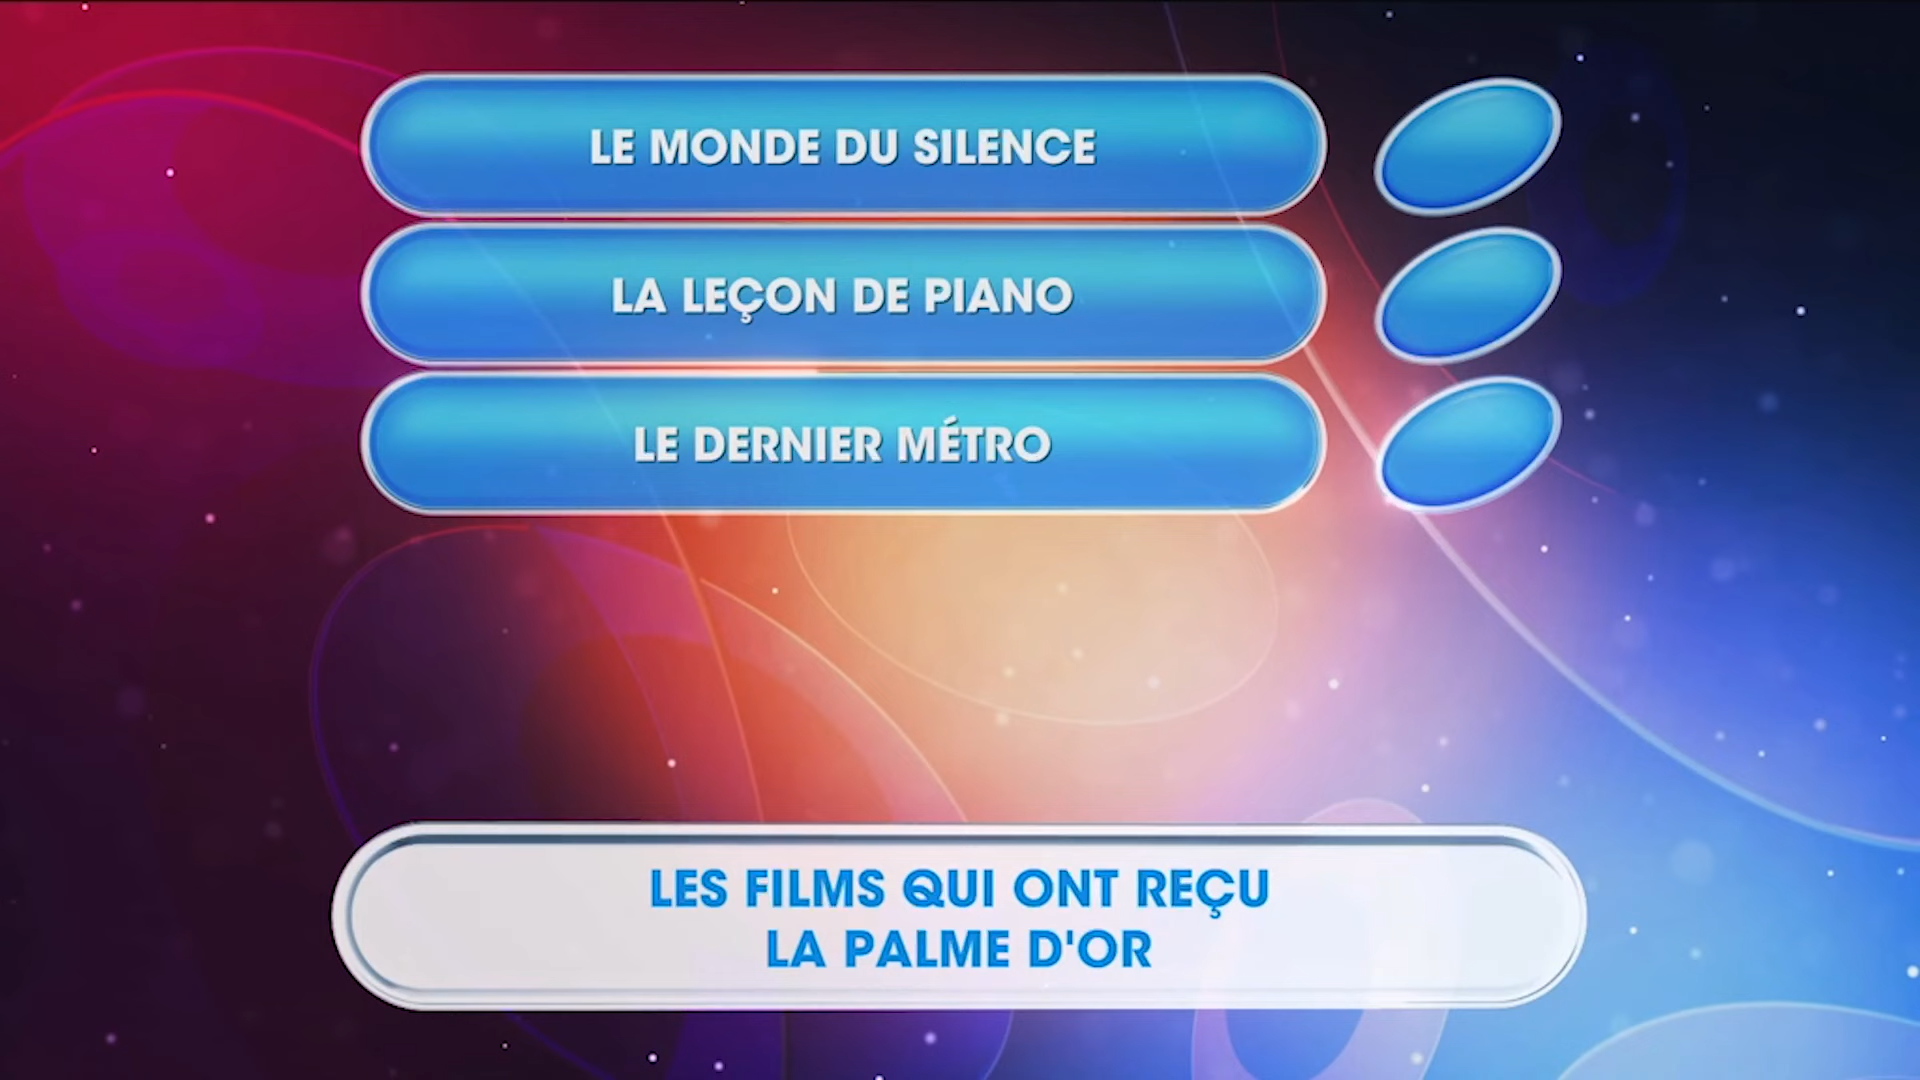 LE MONDE DU SILENCE
LA LEÇON DE PIANO
LE DERNIER MÉTRO
LES FILMS QUI ONT REÇU
LA PALME D'OR